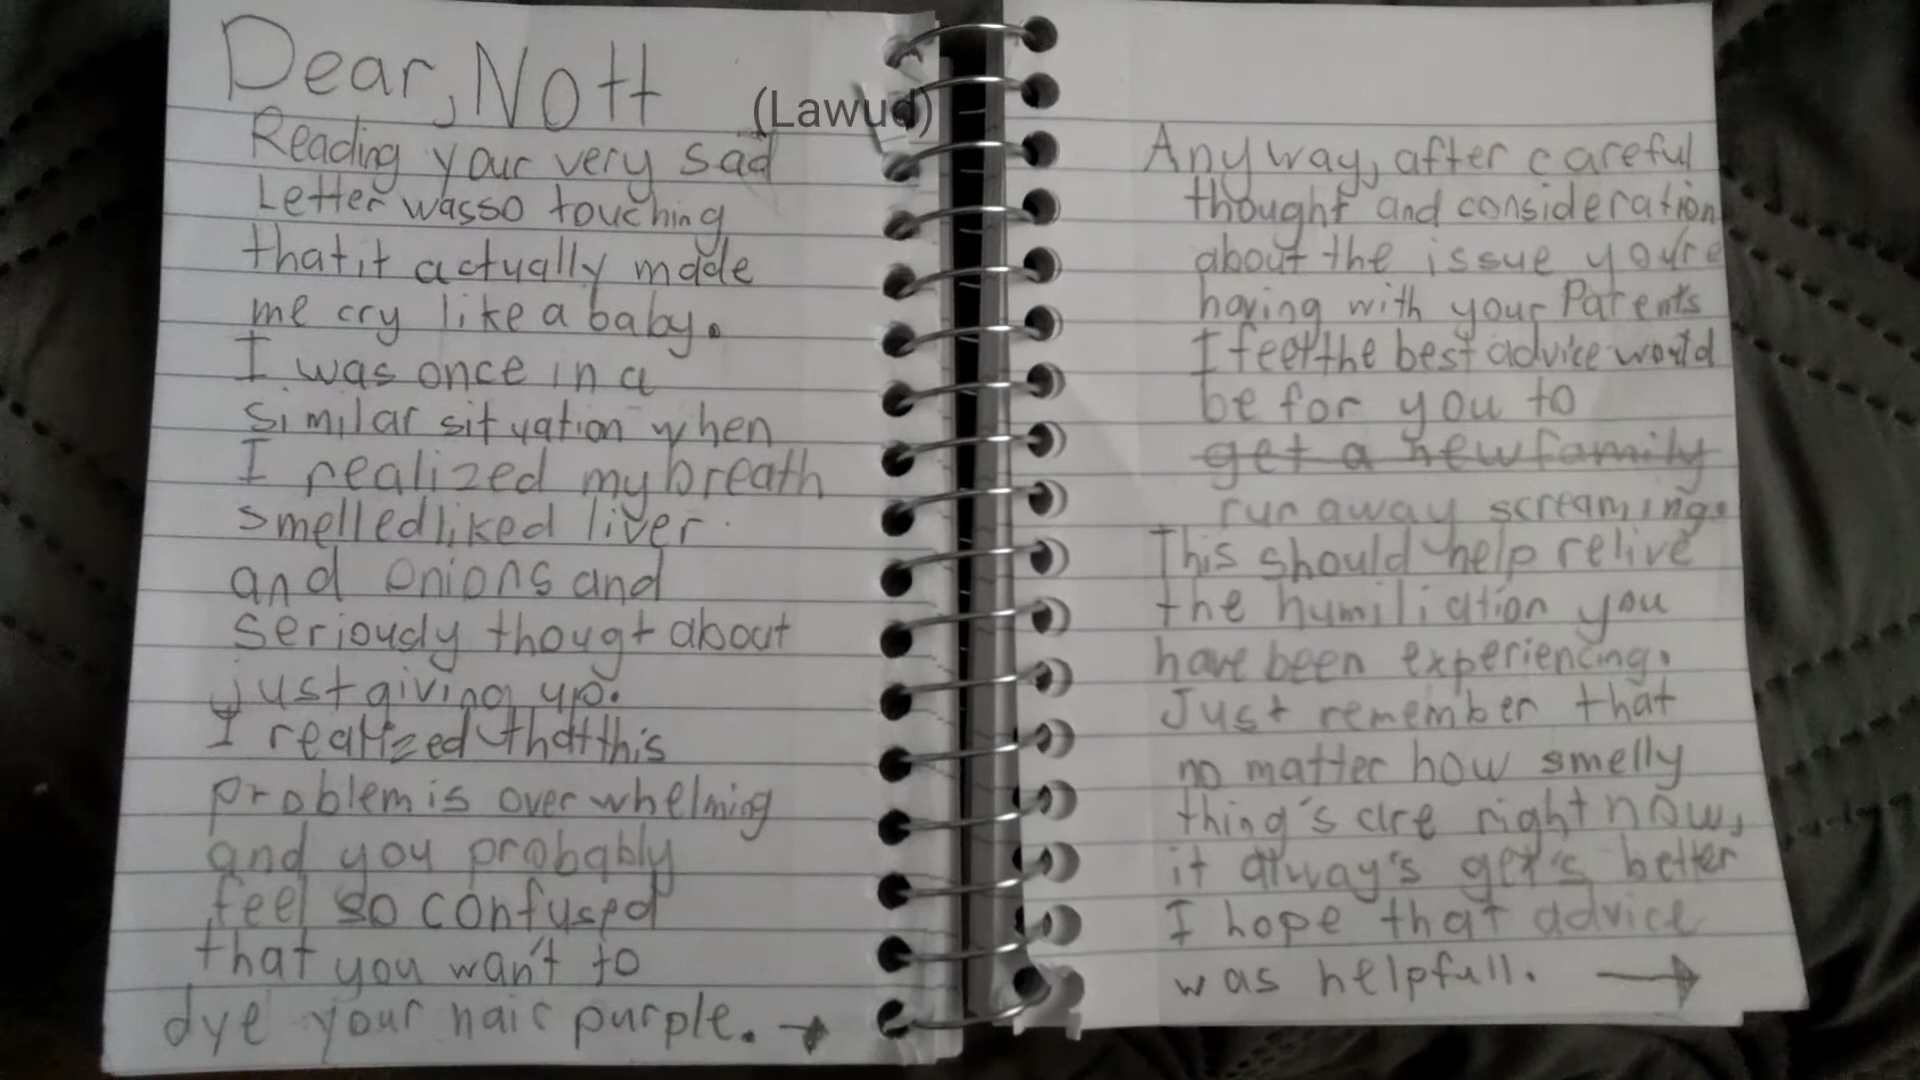 Dear, Nott
(Lawud)
Reading your very sad
Letter wasso touching
that it actually made
me cry like a baby.
I was once in a
similar situation when
I realized my breath
smelled liked liver
and onions and
seriously thougt about
just giving up.
I realized that this
problem is over whelming
and you probably
feel so confused
that you wan't to
dye your hair purple. →
Any way, after careful
thought and consideration
about the issue you're
having with your Parents
I feel the best advice would
be for you to
get a new family
run away screaming.
This should help relive
the humiliation you
have been experiencing.
Just remember that
no matter how smelly
thing's are right now,
it alway's get's better
I hope that advice
was helpfull. →